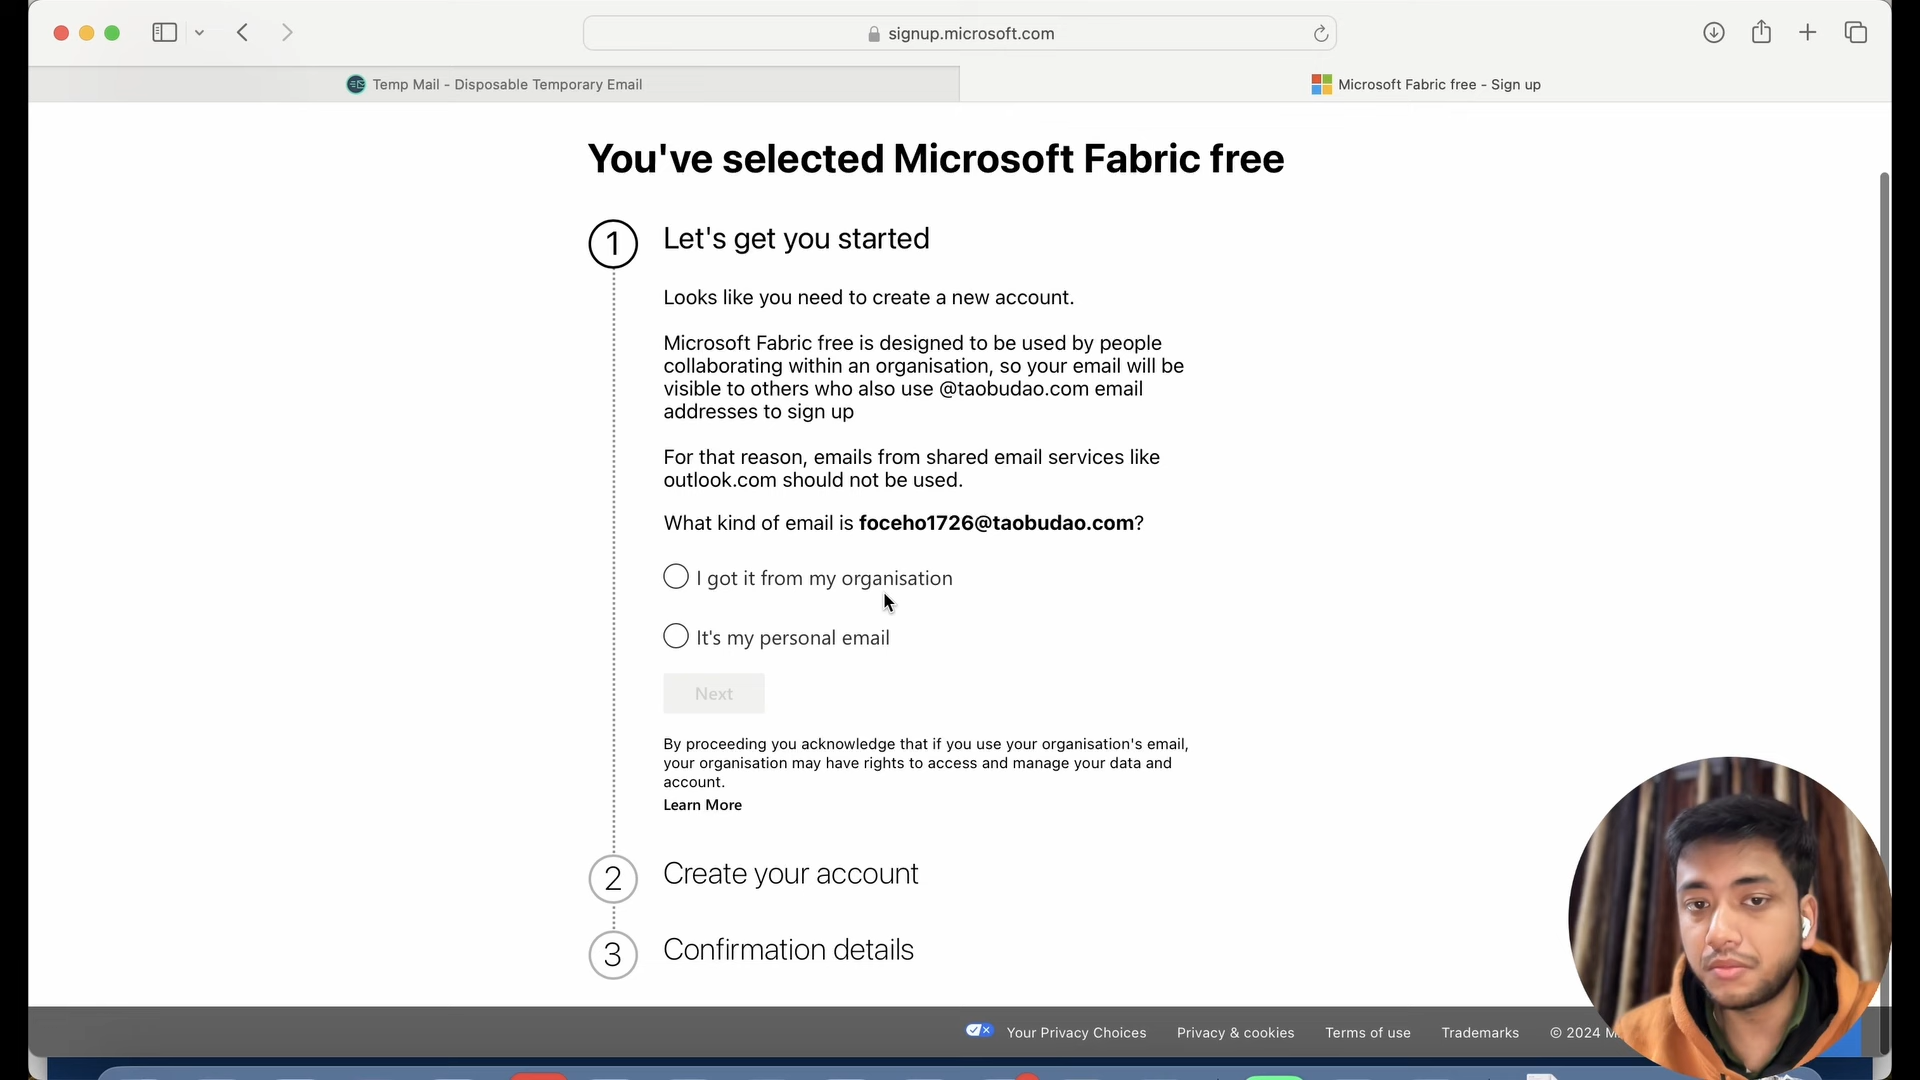 signup.microsoft.com
Temp Mail - Disposable Temporary Email
Microsoft Fabric free - Sign up
You've selected Microsoft Fabric free
1
Let's get you started
Looks like you need to create a new account.
Microsoft Fabric free is designed to be used by people
collaborating within an organisation, so your email will be
visible to others who also use @taobudao.com email
addresses to sign up
For that reason, emails from shared email services like
outlook.com should not be used.
What kind of email is foceho1726@taobudao.com?
I got it from my organisation
It's my personal email
Next
By proceeding you acknowledge that if you use your organisation's email,
your organisation may have rights to access and manage your data and
account.
Learn More
2
Create your account
3
Confirmation details
Your Privacy Choices
Privacy & cookies
Terms of use
Trademarks
© 2024 M